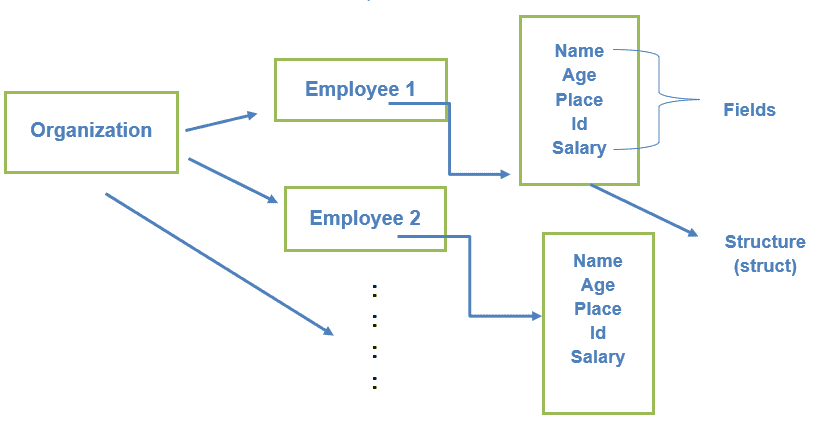 Organization
Employee 1
Name
Age
Place
Id
Salary
Fields
Employee 2
Structure
(struct)
Name
Age
Place
Id
Salary